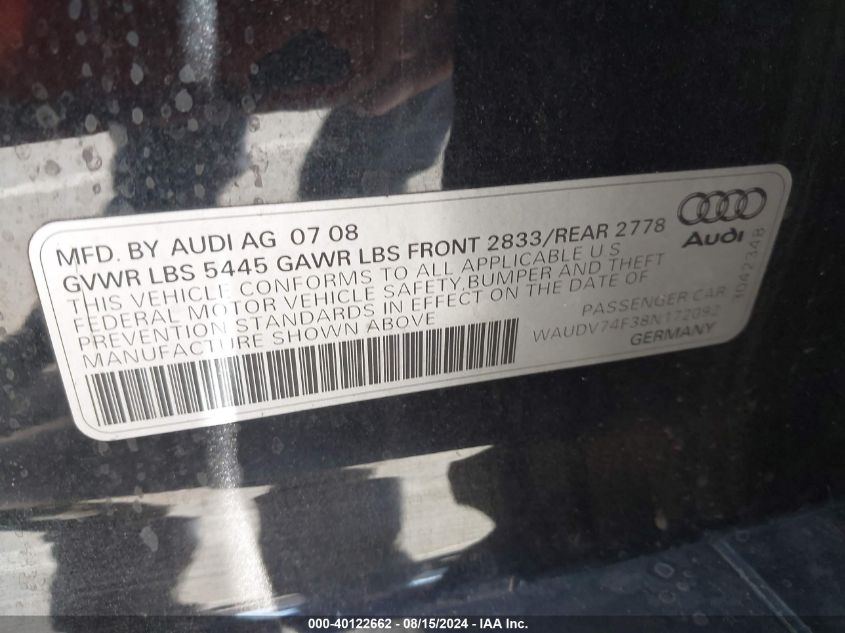 MFD. BY AUDI AG 07 08
GVWR LBS 5445 GAWR LBS FRONT 2833/REAR 2778
THIS VEHICLE CONFORMS TO ALL APPLICABLE U.S
FEDERAL MOTOR VEHICLE SAFETY,BUMPER AND THEFT
PREVENTION STANDARDS IN EFFECT ON THE DATE OF
MANUFACTURE SHOWN ABOVE
Audi
3042348
PASSENGER CAR
WAUDV74F38N172092
GERMANY
000-40122662 - 08/15/2024 - IAA Inc.